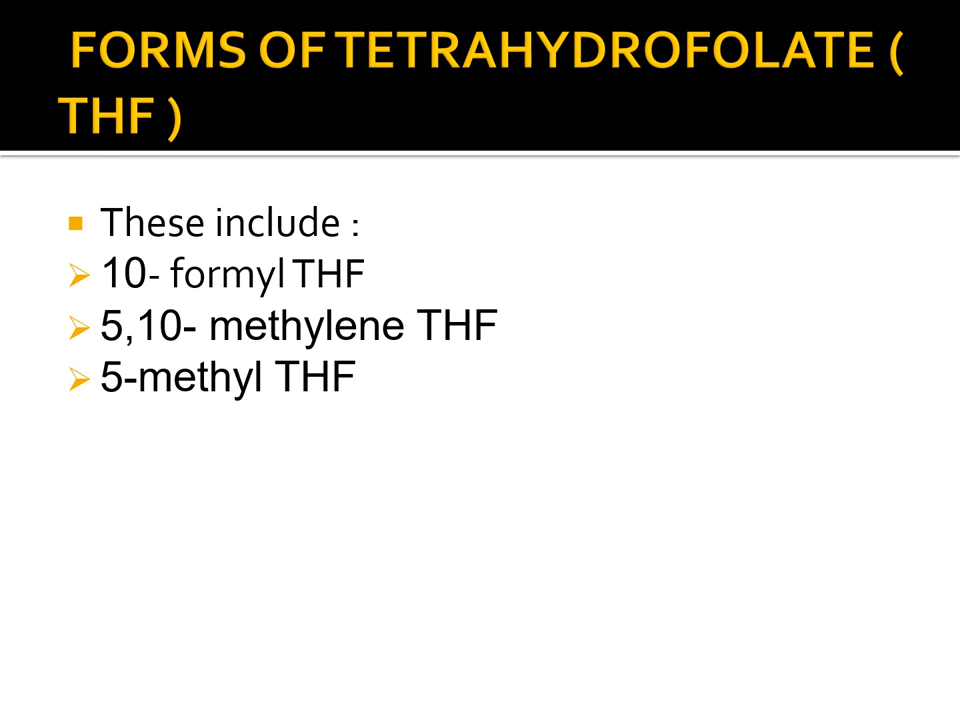 FORMS OF TETRAHYDROFOLATE (
THF )
These include :
10- formyl THF
5,10- methylene THF
5-methyl THF